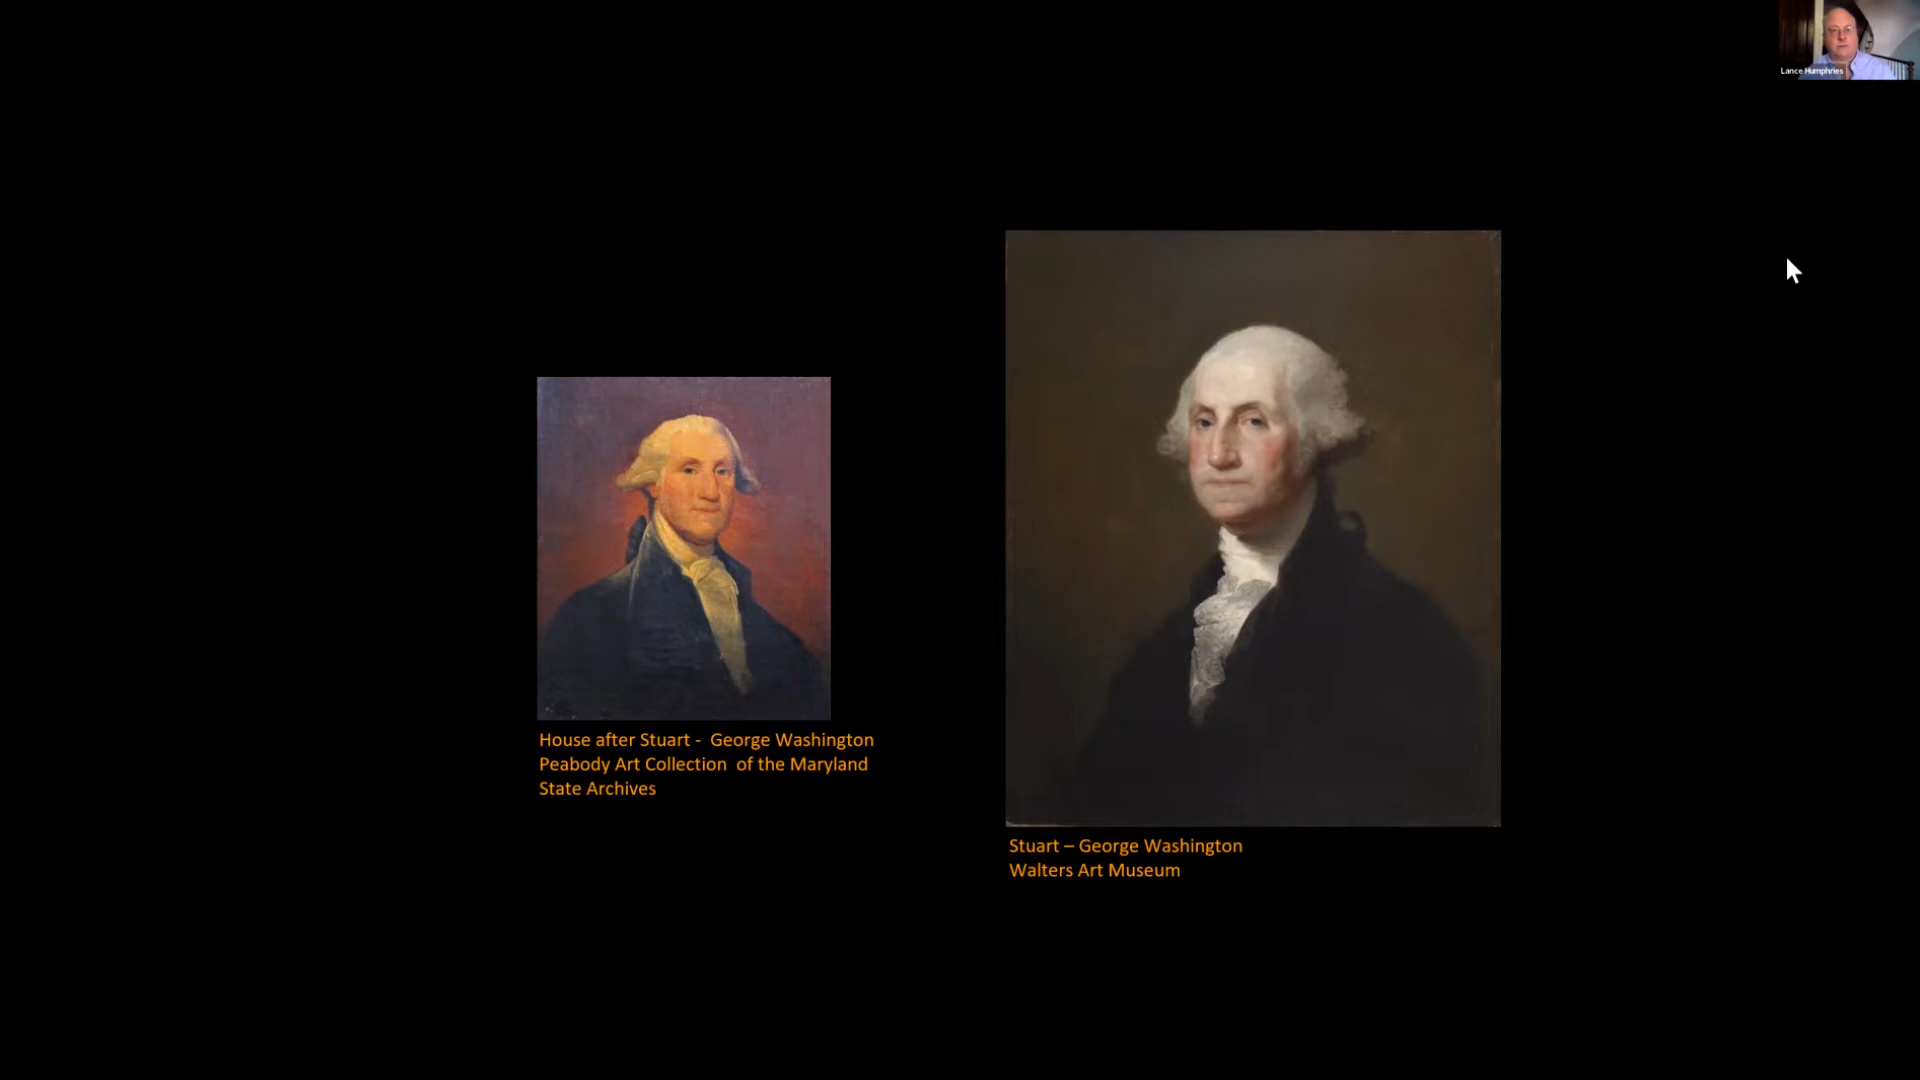 Lance Humphries
House after Stuart -  George Washington
Peabody Art Collection  of the Maryland
State Archives
Stuart – George Washington
Walters Art Museum